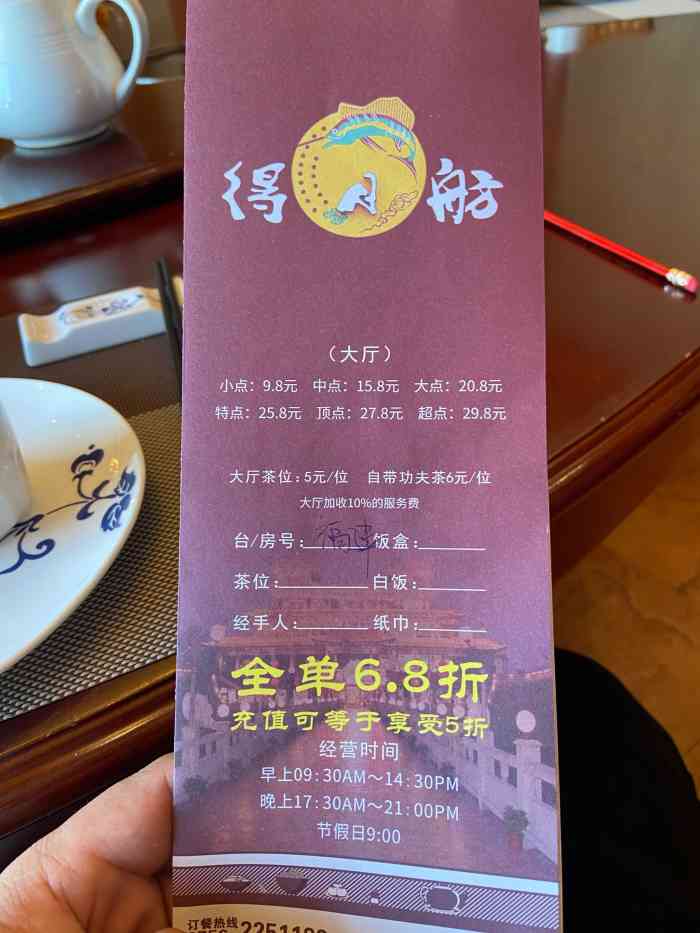 得月舫
（大厅）
小点：9.8元 中点：15.8元 大点：20.8元
特点：25.8元 顶点：27.8元 超点：29.8元
大厅茶位：5元/位 自带功夫茶6元/位
大厅加收10%的服务费
台/房号： 福建 饭盒：
茶位： 白饭：
经手人： 纸巾：
全单6.8折
充值可等于享受5折
经营时间
早上09:30AM～14:30PM
晚上17:30AM～21:00PM
节假日9:00
订餐热线